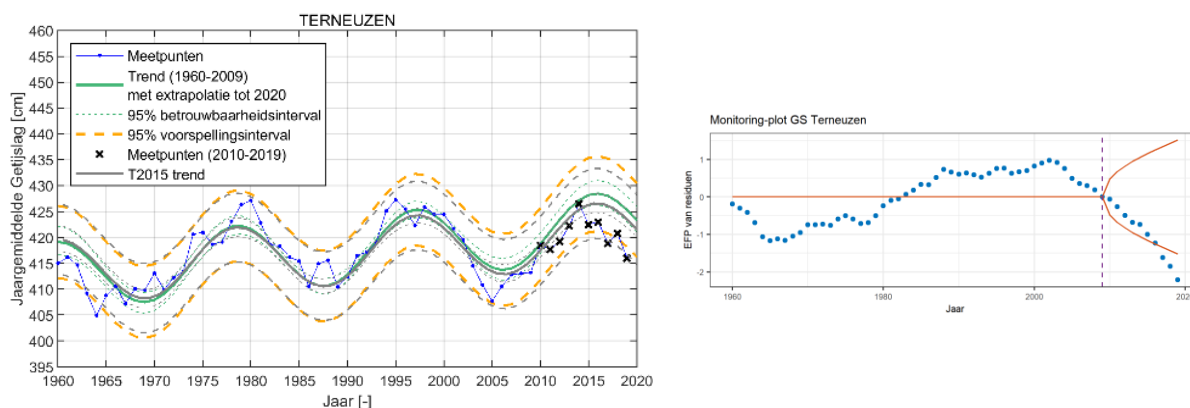 TERNEUZEN
460
455
450
445
440
435
430
425
420
415
410
405
400
395
Jaargemiddelde Getijslag [cm]
Meetpunten
Trend (1960-2009)
met extrapolatie tot 2020
95% betrouwbaarheidsinterval
95% voorspellingsinterval
Meetpunten (2010-2019)
T2015 trend
1960 1965 1970 1975 1980 1985 1990 1995 2000 2005 2010 2015 2020
Jaar [-]
Monitoring-plot GS Terneuzen
EFP van residuen
1
0
-1
-2
1960 1980 2000 202
Jaar